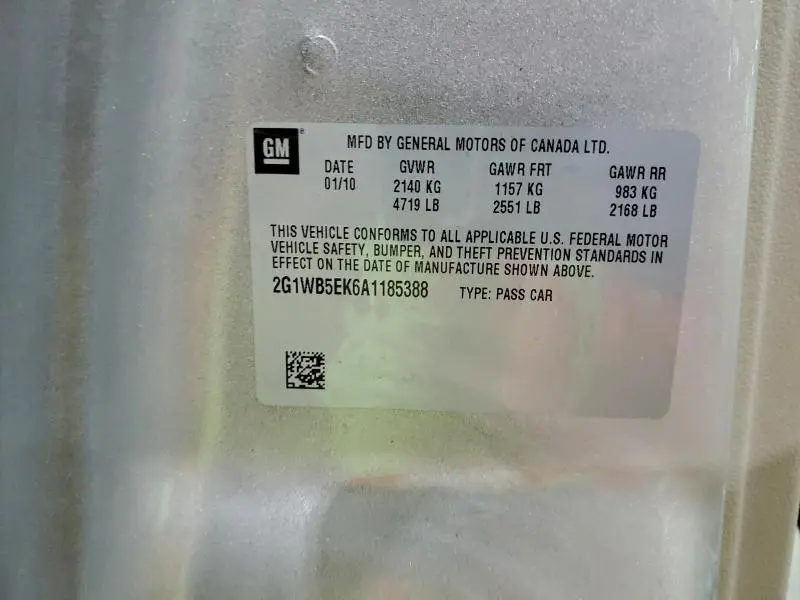 GM
MFD BY GENERAL MOTORS OF CANADA LTD.
DATE GVWR GAWR FRT GAWR RR
01/10 2140 KG 1157 KG 983 KG
4719 LB 2551 LB 2168 LB
THIS VEHICLE CONFORMS TO ALL APPLICABLE U.S. FEDERAL MOTOR
VEHICLE SAFETY, BUMPER, AND THEFT PREVENTION STANDARDS IN
EFFECT ON THE DATE OF MANUFACTURE SHOWN ABOVE.
2G1WB5EK6A1185388 TYPE: PASS CAR